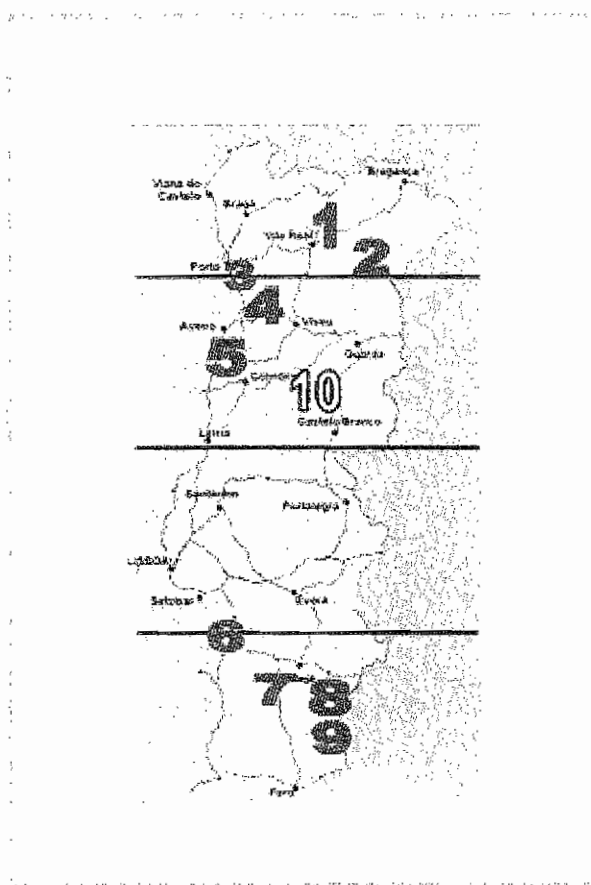 Bragança
Viana do
Castelo
Braga
1
Vila Real
2
Porto
3
4
Aveiro
Viseu
5
Guarda
Coimbra
10
Castelo Branco
Leiria
Santarém
Portalegre
Lisboa
Setúbal
Évora
6
7
8
9
Faro